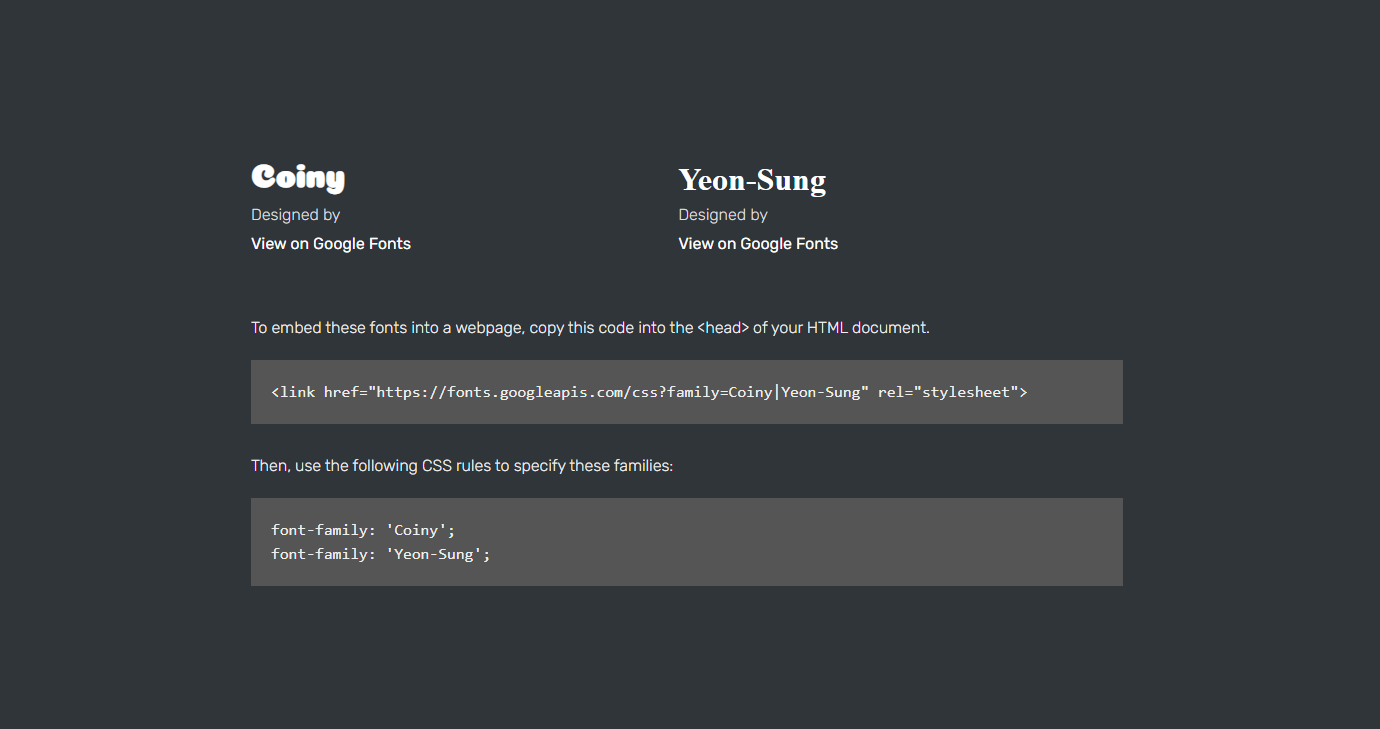 Coiny
Designed by
View on Google Fonts
Yeon-Sung
Designed by
View on Google Fonts
To embed these fonts into a webpage, copy this code into the <head> of your HTML document.
<link href="https://fonts.googleapis.com/css?family=Coiny|Yeon-Sung" rel="stylesheet">
Then, use the following CSS rules to specify these families:
font-family: 'Coiny';
font-family: 'Yeon-Sung';